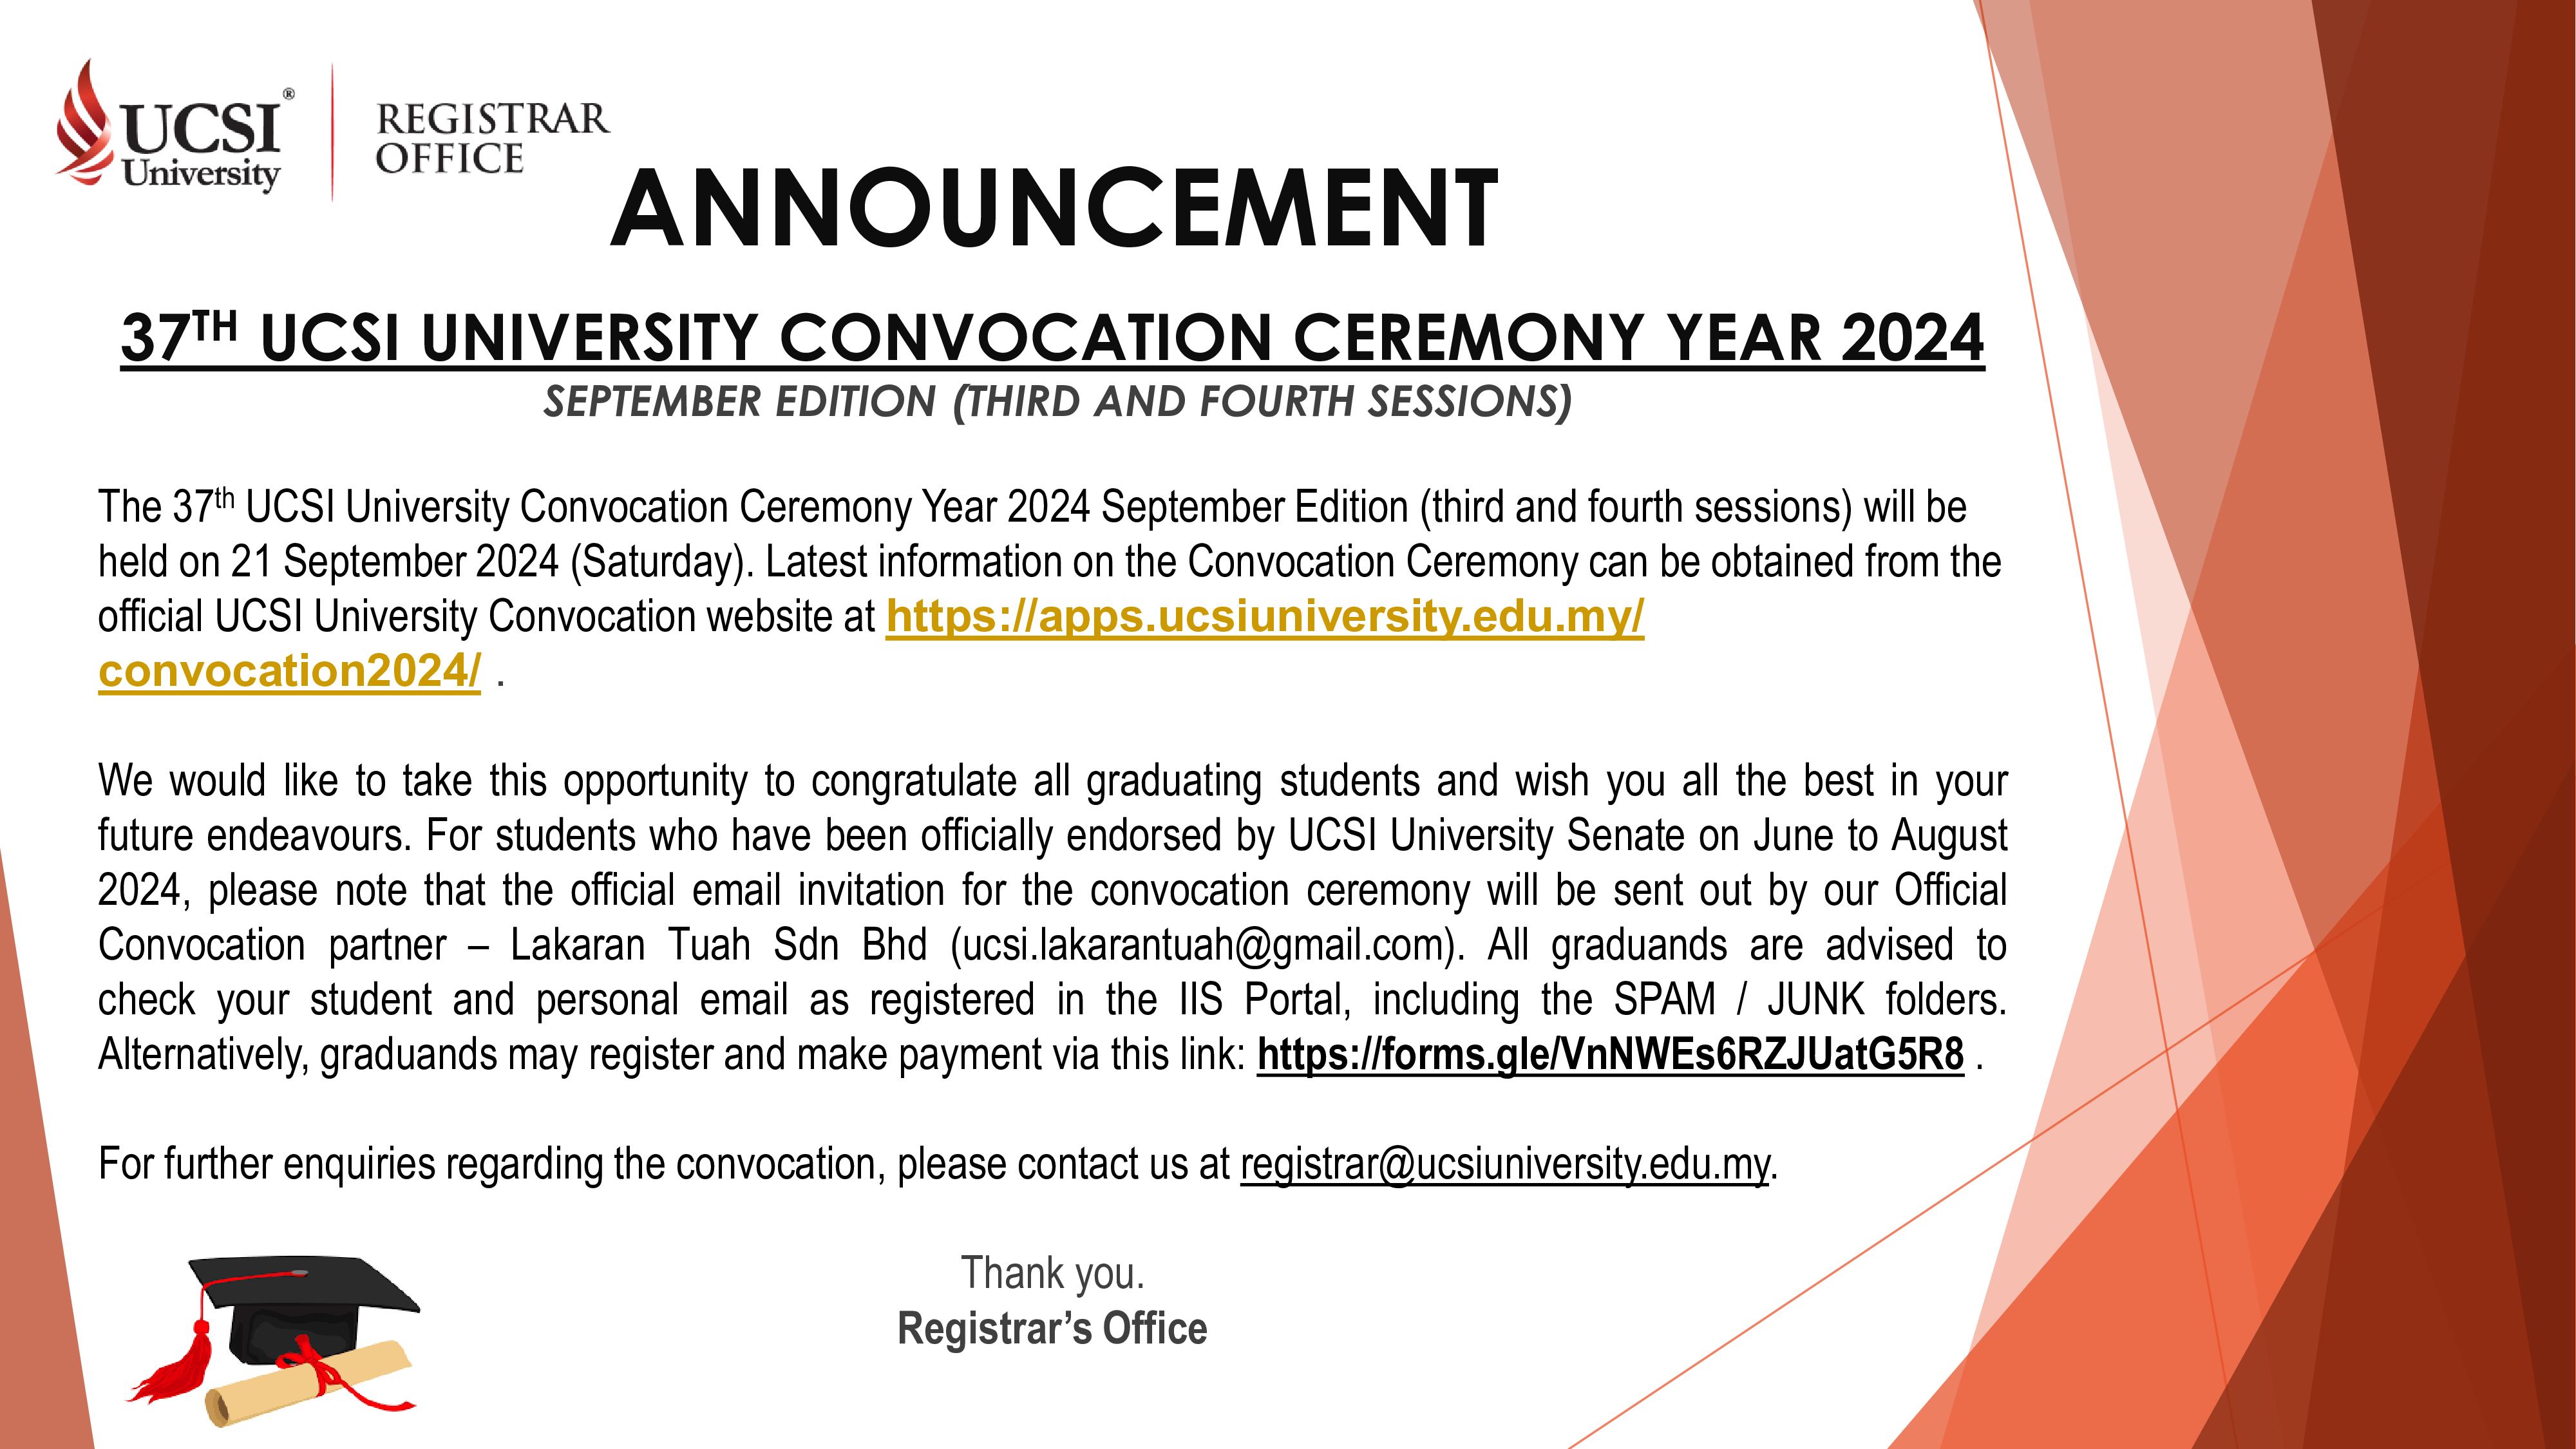 UCSI®
University
REGISTRAR
OFFICE
ANNOUNCEMENT
37TH UCSI UNIVERSITY CONVOCATION CEREMONY YEAR 2024
SEPTEMBER EDITION (THIRD AND FOURTH SESSIONS)
The 37th UCSI University Convocation Ceremony Year 2024 September Edition (third and fourth sessions) will be
held on 21 September 2024 (Saturday). Latest information on the Convocation Ceremony can be obtained from the
official UCSI University Convocation website at https://apps.ucsiuniversity.edu.my/
convocation2024/ .
We would like to take this opportunity to congratulate all graduating students and wish you all the best in your
future endeavours. For students who have been officially endorsed by UCSI University Senate on June to August
2024, please note that the official email invitation for the convocation ceremony will be sent out by our Official
Convocation partner – Lakaran Tuah Sdn Bhd (ucsi.lakarantuah@gmail.com). All graduands are advised to
check your student and personal email as registered in the IIS Portal, including the SPAM / JUNK folders.
Alternatively, graduands may register and make payment via this link: https://forms.gle/VnNWEs6RZJUatG5R8 .
For further enquiries regarding the convocation, please contact us at registrar@ucsiuniversity.edu.my.
Thank you.
Registrar’s Office